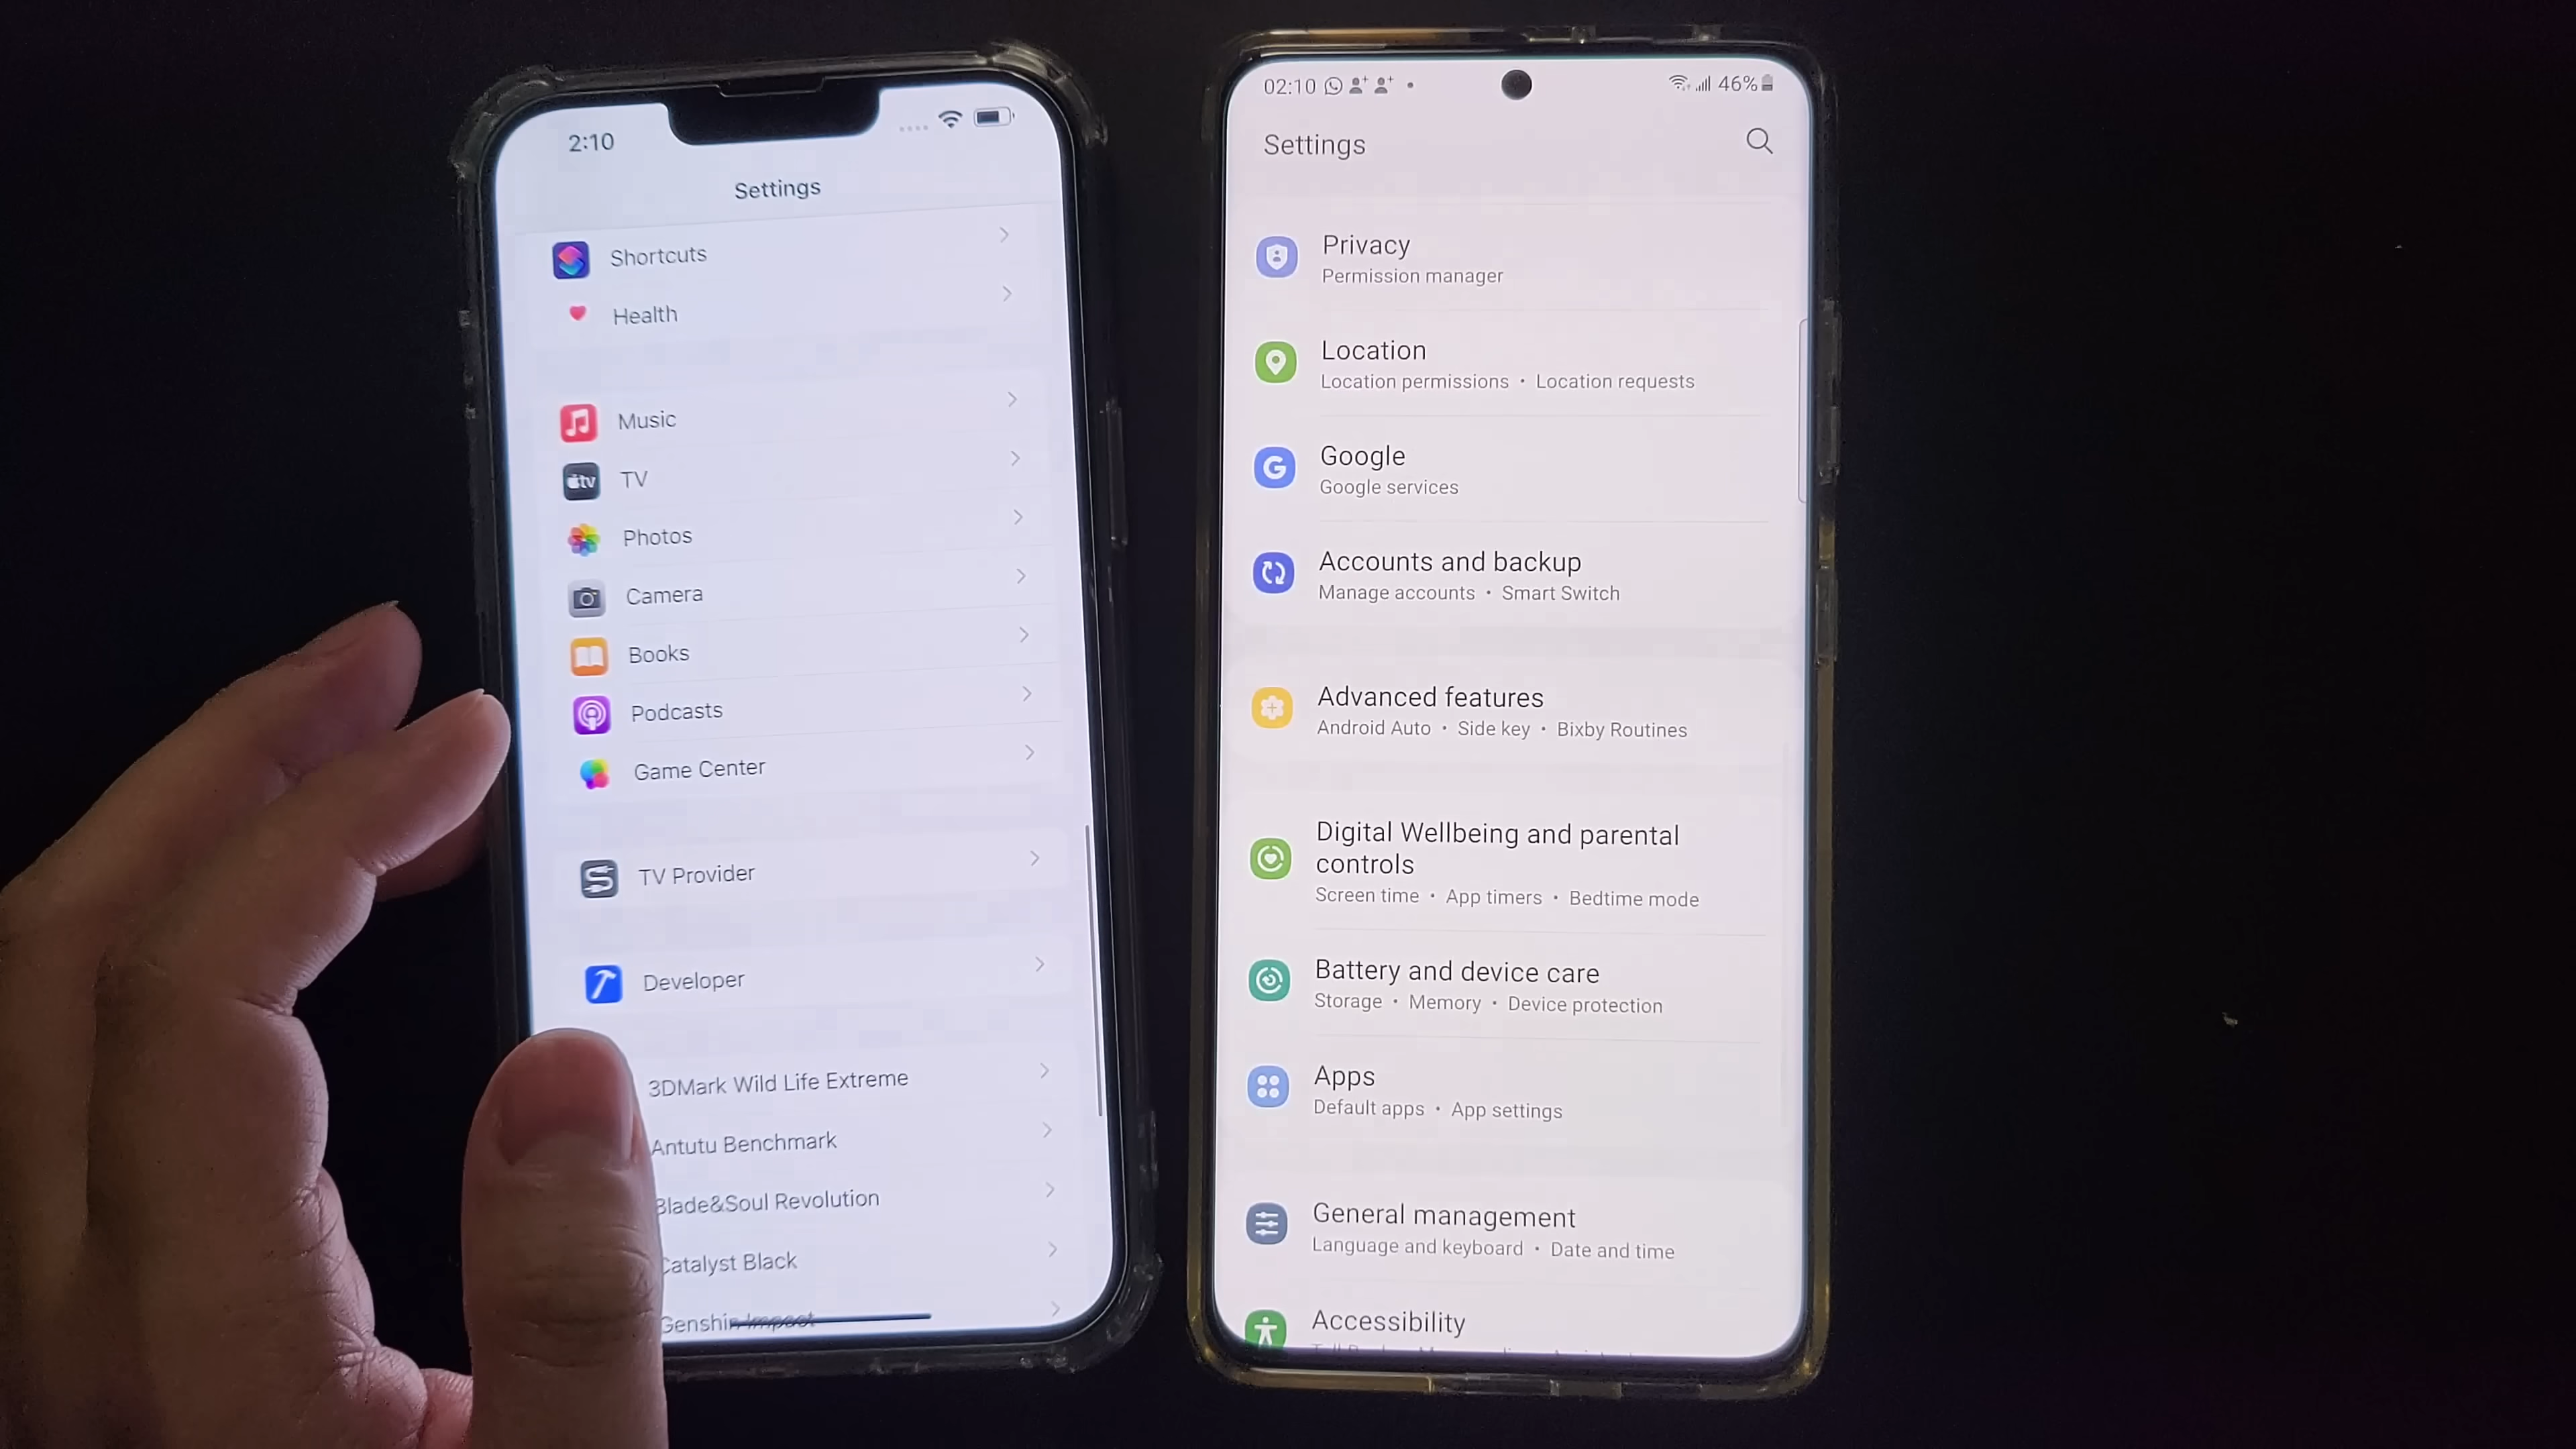 2:10
Settings
Shortcuts
Health
Music
tv
TV
Photos
Camera
Books
Podcasts
Game Center
TV Provider
Developer
3DMark Wild Life Extreme
Antutu Benchmark
Blade&Soul Revolution
Catalyst Black
Genshin Impact
02:10
46%
Settings
Privacy
Permission manager
Location
Location permissions • Location requests
G
Google
Google services
Accounts and backup
Manage accounts • Smart Switch
Advanced features
Android Auto • Side key • Bixby Routines
Digital Wellbeing and parental
controls
Screen time • App timers • Bedtime mode
Battery and device care
Storage • Memory • Device protection
Apps
Default apps • App settings
General management
Language and keyboard • Date and time
Accessibility